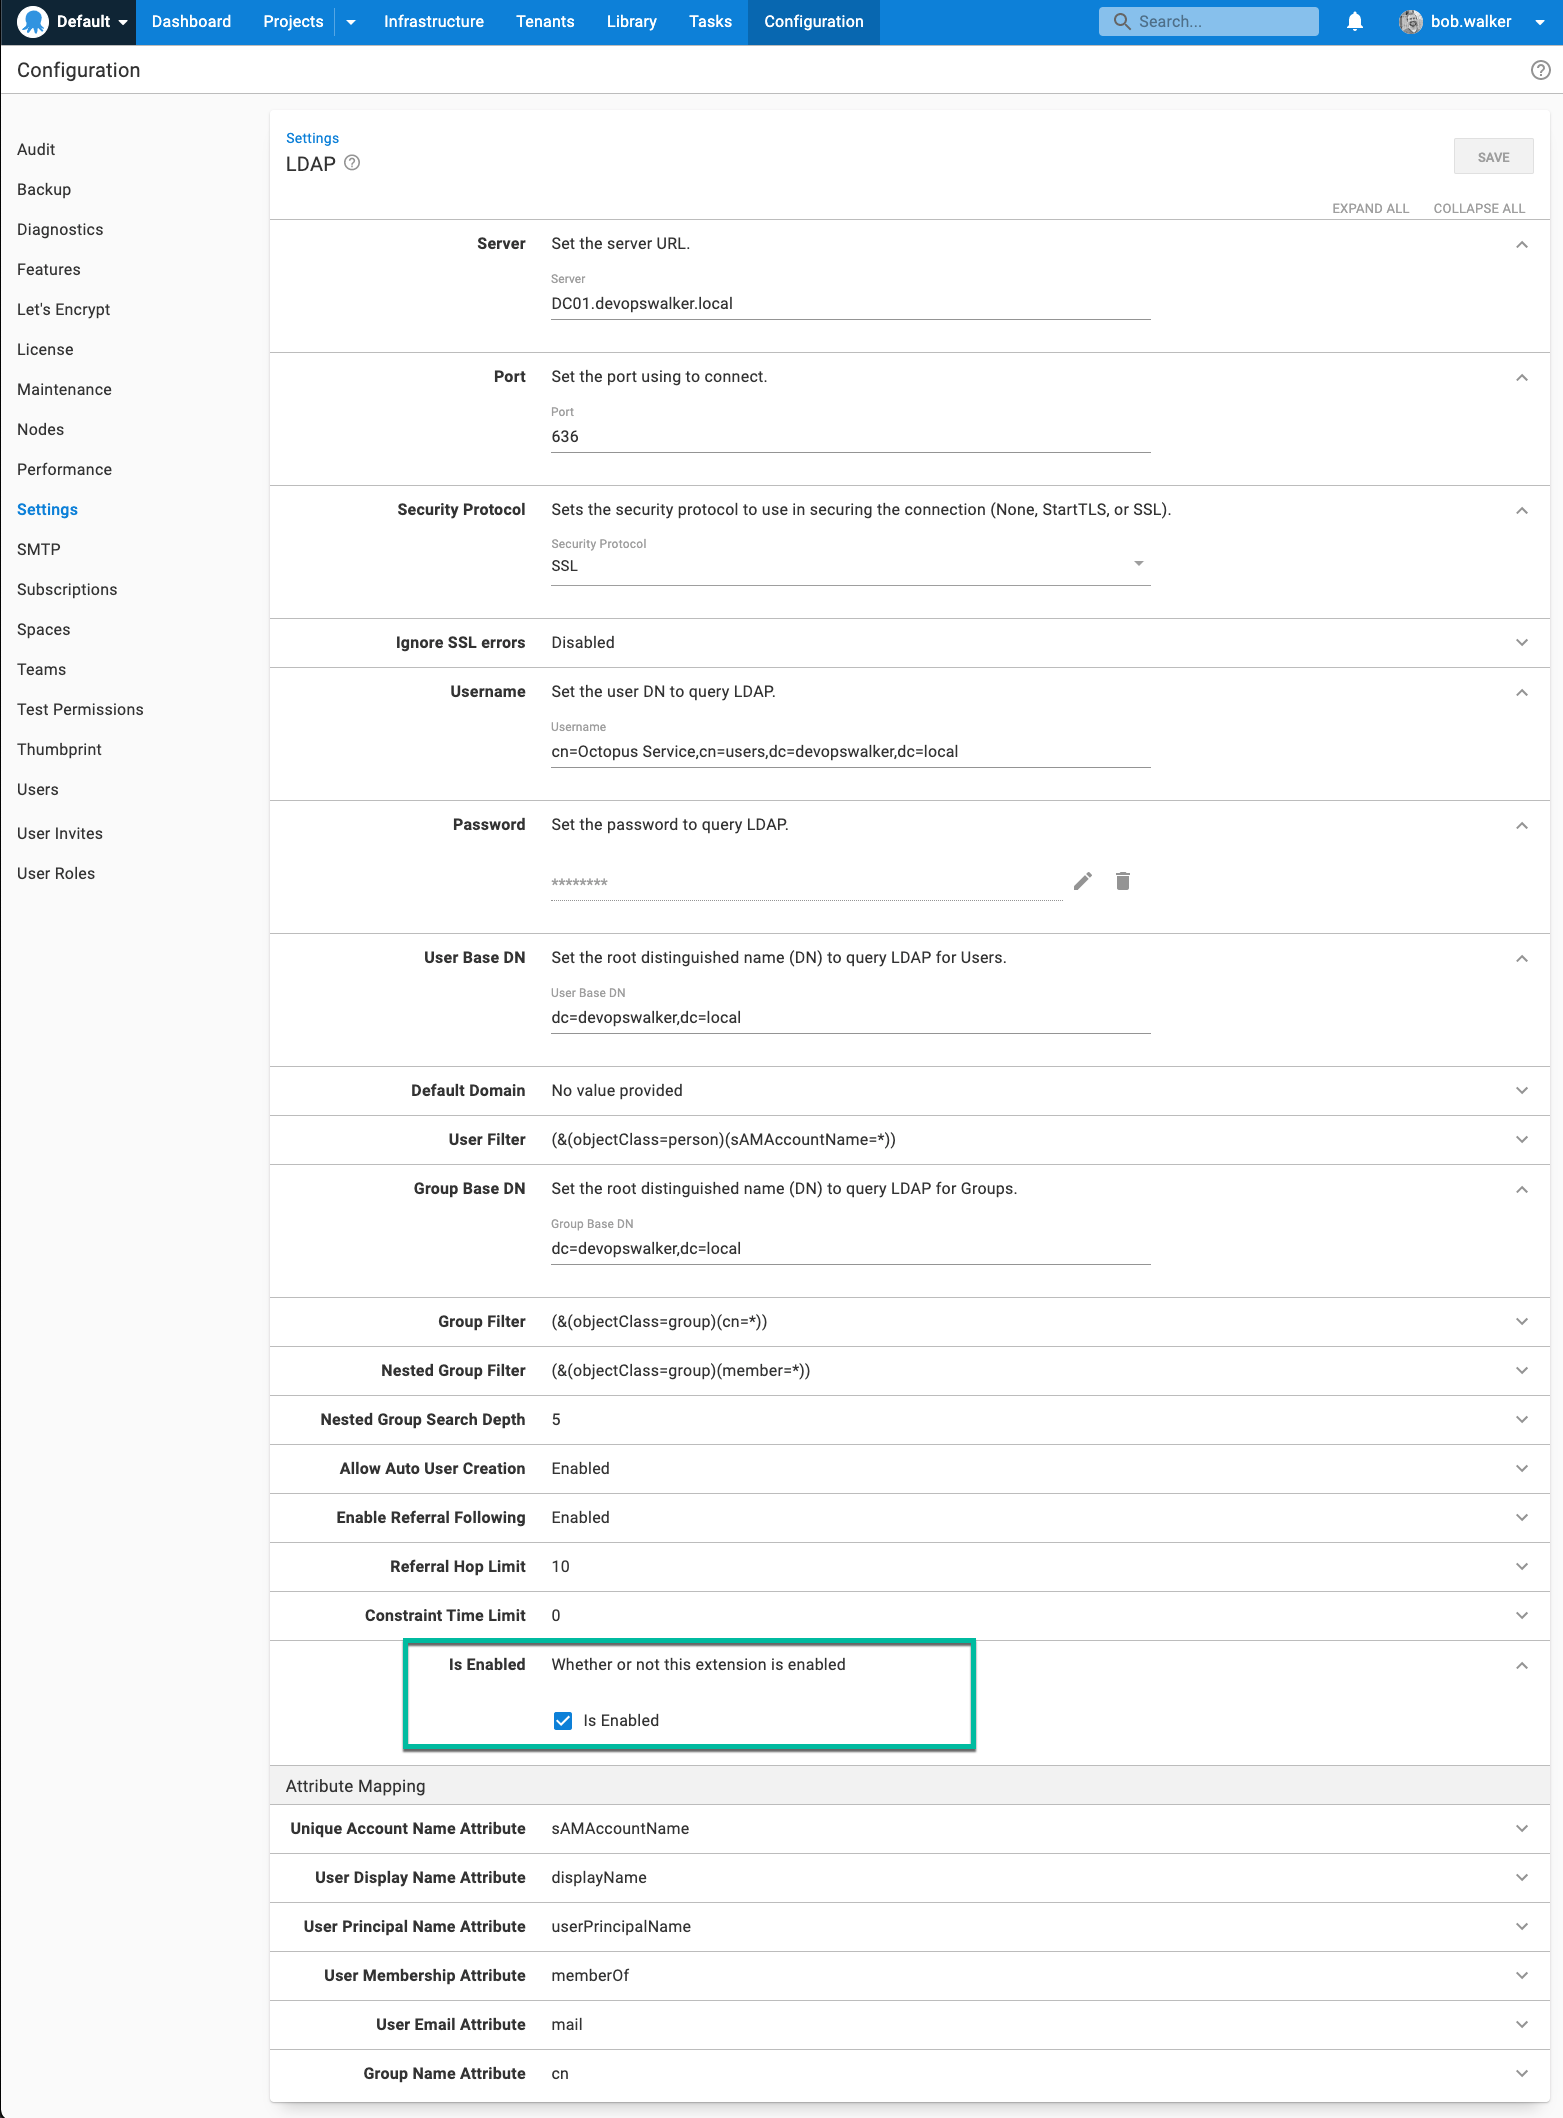 Default Dashboard Projects Infrastructure Tenants Library Tasks Configuration Search... bob.walker
Configuration
Audit
Backup
Diagnostics
Features
Let's Encrypt
License
Maintenance
Nodes
Performance
Settings
SMTP
Subscriptions
Spaces
Teams
Test Permissions
Thumbprint
Users
User Invites
User Roles
Settings
LDAP
SAVE
EXPAND ALL COLLAPSE ALL
Server Set the server URL.
Server
DC01.devopswalker.local
Port Set the port using to connect.
Port
636
Security Protocol Sets the security protocol to use in securing the connection (None, StartTLS, or SSL).
Security Protocol
SSL
Ignore SSL errors Disabled
Username Set the user DN to query LDAP.
Username
cn=Octopus Service,cn=users,dc=devopswalker,dc=local
Password Set the password to query LDAP.
********
User Base DN Set the root distinguished name (DN) to query LDAP for Users.
User Base DN
dc=devopswalker,dc=local
Default Domain No value provided
User Filter (&(objectClass=person)(sAMAccountName=*))
Group Base DN Set the root distinguished name (DN) to query LDAP for Groups.
Group Base DN
dc=devopswalker,dc=local
Group Filter (&(objectClass=group)(cn=*))
Nested Group Filter (&(objectClass=group)(member=*))
Nested Group Search Depth 5
Allow Auto User Creation Enabled
Enable Referral Following Enabled
Referral Hop Limit 10
Constraint Time Limit 0
Is Enabled Whether or not this extension is enabled
Is Enabled
Attribute Mapping
Unique Account Name Attribute sAMAccountName
User Display Name Attribute displayName
User Principal Name Attribute userPrincipalName
User Membership Attribute memberOf
User Email Attribute mail
Group Name Attribute cn